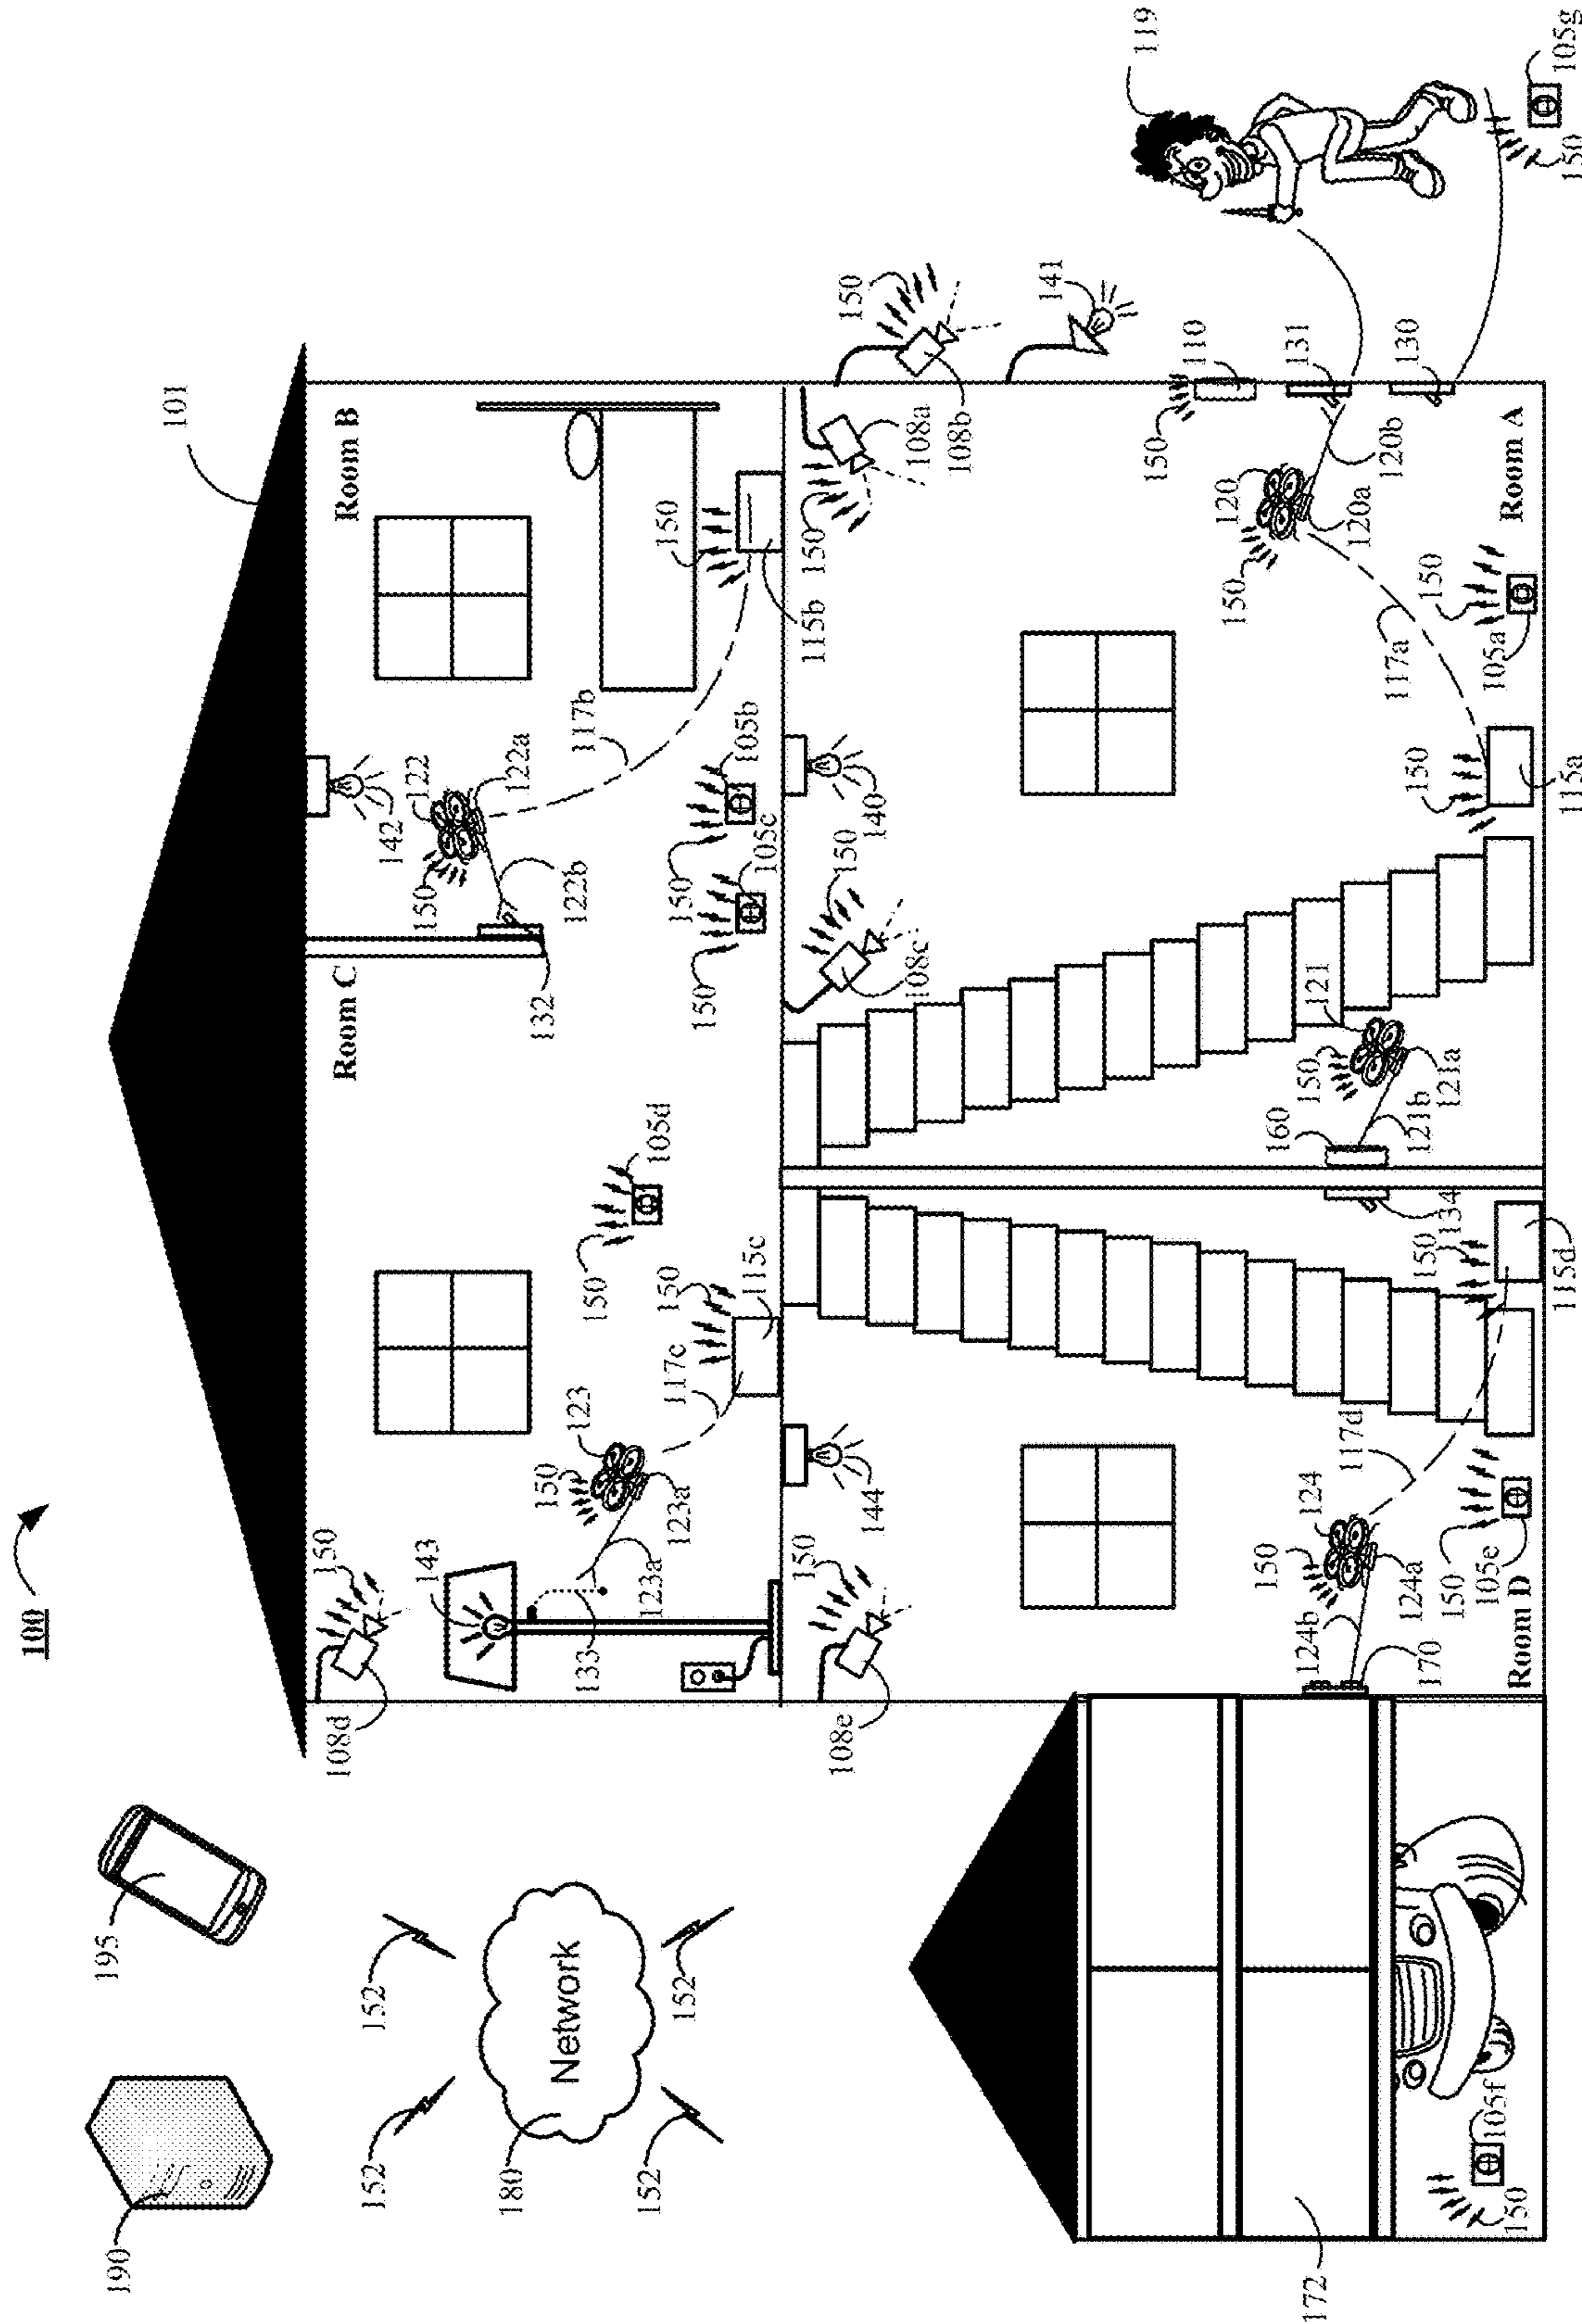 100
195
190
101
108d
150
Room C
Room B
152
152
142
143
150
122
180
Network
132
122a
122b
150
123
117b
133
150
123a
123a
105d
150
152
152
117c
150
150
105b
115c
150
105c
150
115b
150
150
108e
144
150
140
108a
108c
108b
141
119
150
110
150
120
150
124
160
150
121
131
172
124b
117d
120a
120b
130
170
124a
121b
117a
121a
150
150
134
150
150
105e
105f
105a
Room D
Room A
150
115d
115a
150
105g